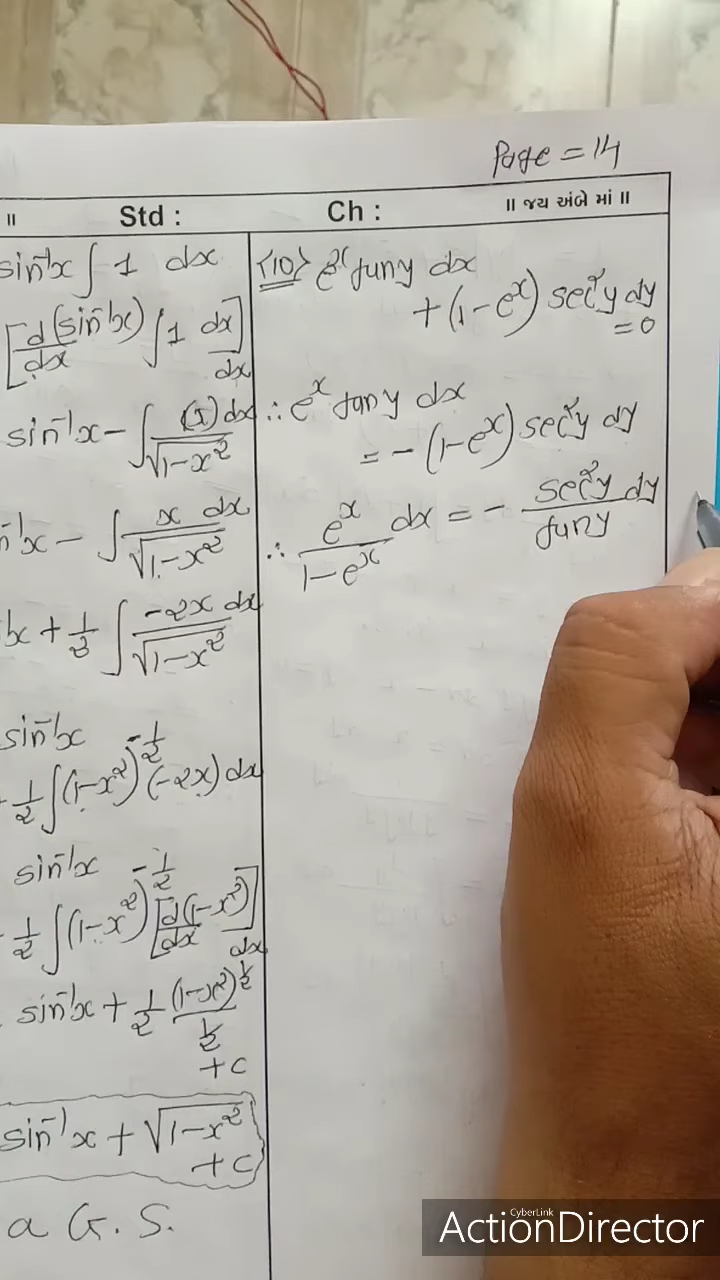 Page = 14
॥ Std : Ch : ॥ જય અંબે માં ॥
sin⁻¹x ∫ 1 dx
[d/dx (sin⁻¹x) ∫ 1 dx] dx
sin⁻¹x - ∫ (x) dx / √1-x²
n⁻¹x - ∫ x dx / √1-x²
x + 1/2 ∫ -2x dx / √1-x²
sin⁻¹x
1/2 ∫ (1-x²)^-1/2 (-2x) dx
sin⁻¹x
1/2 ∫ (1-x²)^-1/2 [d/dx (1-x²)] dx
sin⁻¹x + 1/2 (1-x²)^1/2 / 1/2
+ c
sin⁻¹x + √1-x²
+ c
a G. S.
<10> eˣ tan y dx
+ (1-eˣ) sec²y dy
= 0
∴ eˣ tan y dx
= - (1-eˣ) sec²y dy
∴ eˣ / 1-eˣ dx = - sec²y dy / tan y
CyberLink
ActionDirector